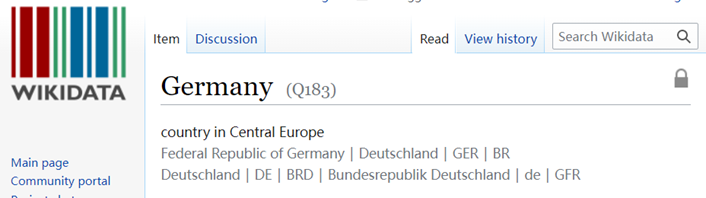 Item
Discussion
Read
View history
Search Wikidata
WIKIDATA
Germany (Q183)
country in Central Europe
Federal Republic of Germany | Deutschland | GER | BR
Deutschland | DE | BRD | Bundesrepublik Deutschland | de | GFR
Main page
Community portal